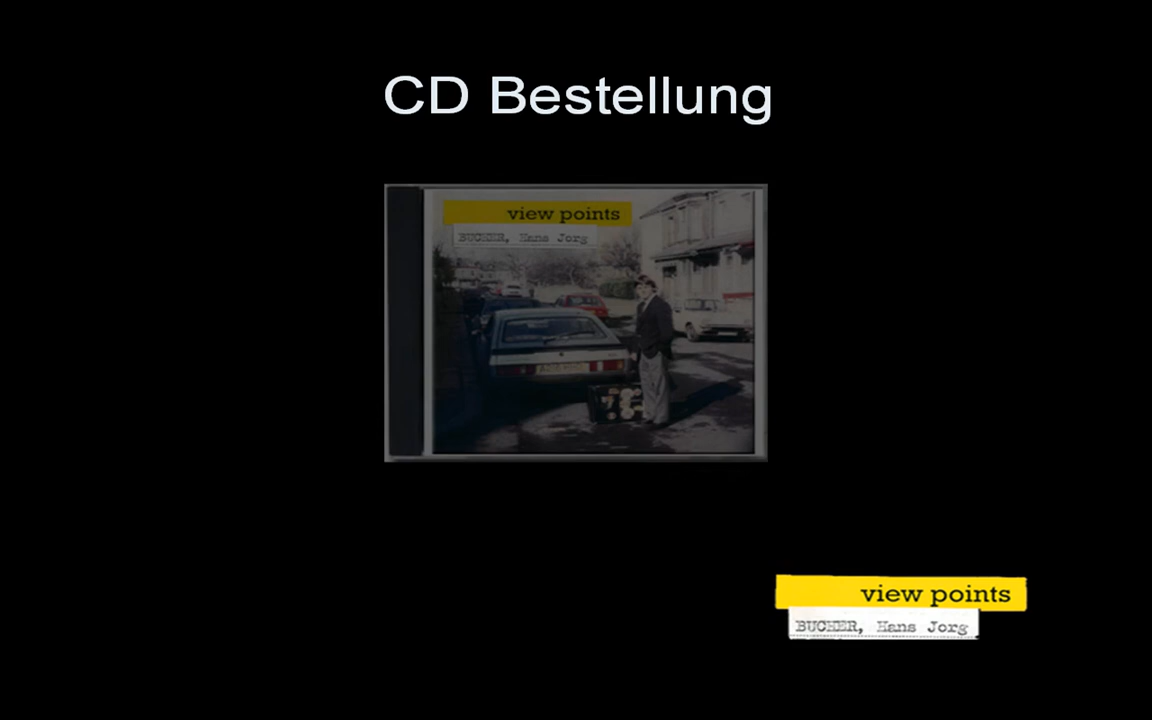 CD Bestellung
view points
BUCHER, Hans Jorg
view points
BUCHER, Hans Jorg